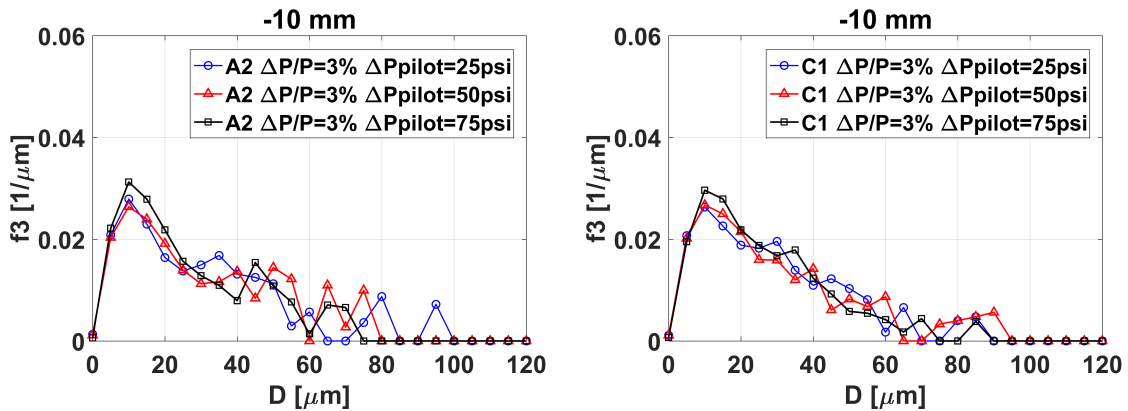 -10 mm
0.06
0.04
0.02
0
f3 [1/μm]
A2 ΔP/P=3% ΔPpilot=25psi
A2 ΔP/P=3% ΔPpilot=50psi
A2 ΔP/P=3% ΔPpilot=75psi
0 20 40 60 80 100 120
D [μm]
-10 mm
0.06
0.04
0.02
0
f3 [1/μm]
C1 ΔP/P=3% ΔPpilot=25psi
C1 ΔP/P=3% ΔPpilot=50psi
C1 ΔP/P=3% ΔPpilot=75psi
0 20 40 60 80 100 120
D [μm]